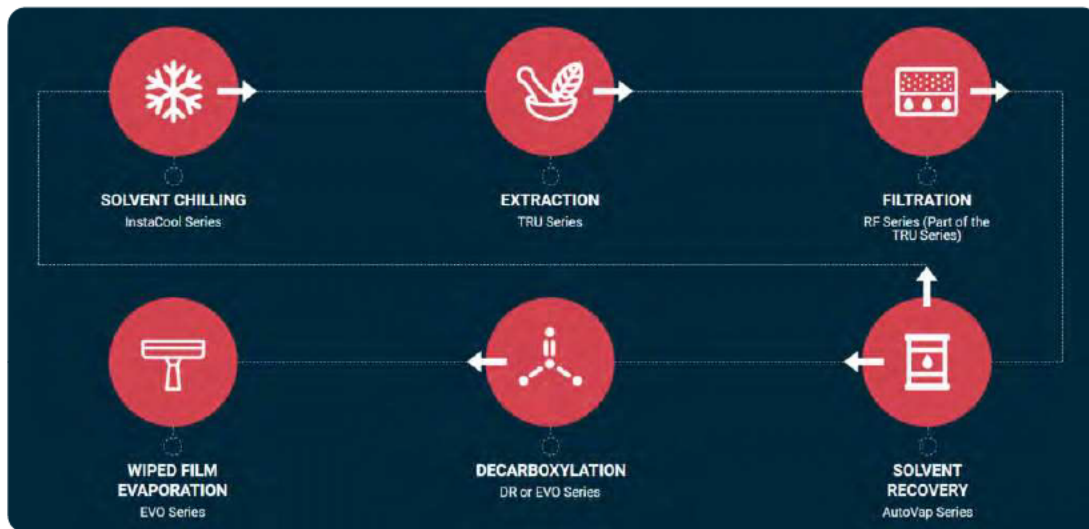 SOLVENT CHILLING
InstaCool Series
EXTRACTION
TRU Series
FILTRATION
RF Series (Part of the
TRU Series)
WIPED FILM
EVAPORATION
EVO Series
DECARBOXYLATION
DR or EVO Series
SOLVENT
RECOVERY
AutoVap Series